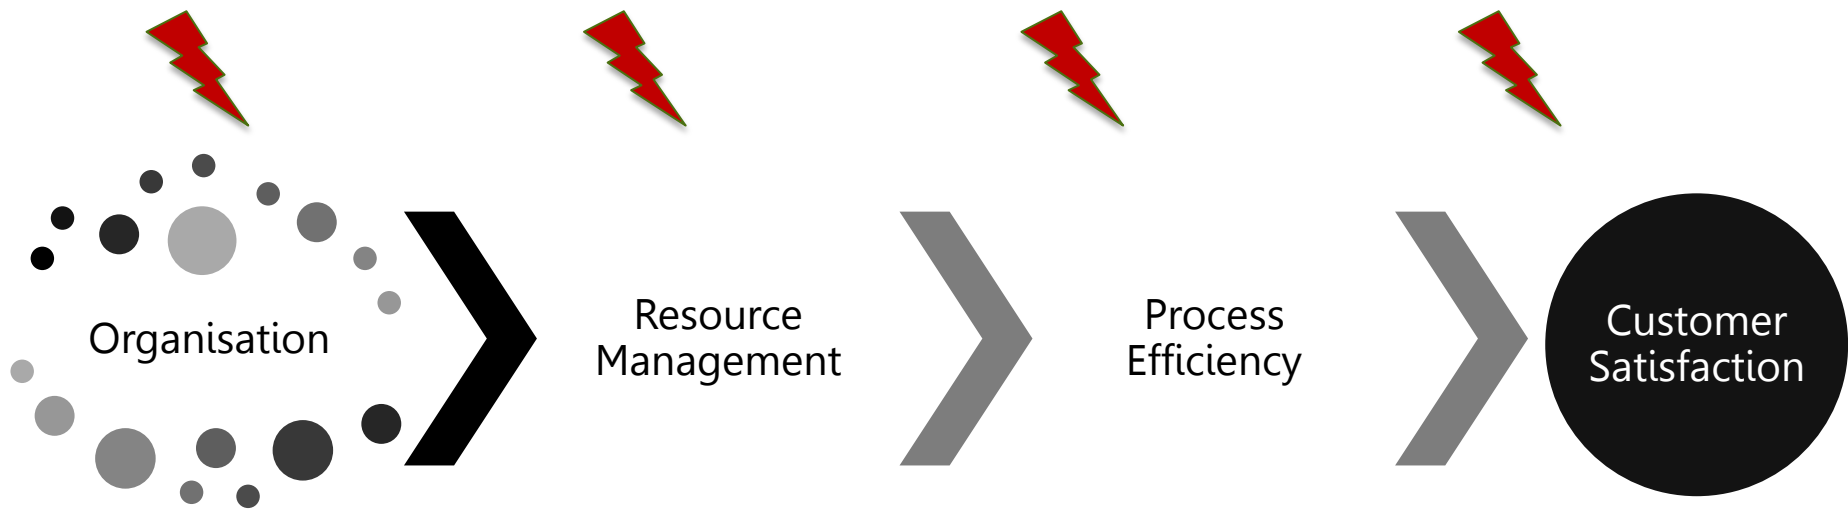 Organisation
Resource
Management
Process
Efficiency
Customer
Satisfaction